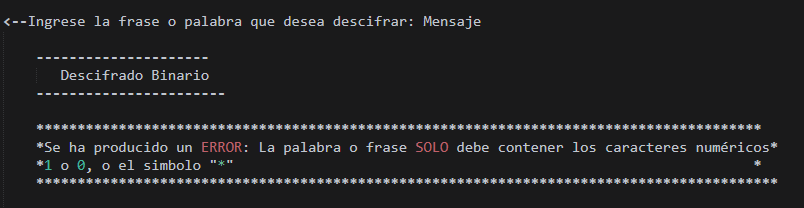 <--Ingrese la frase o palabra que desea descifrar: Mensaje
---------------------
Descifrado Binario
-----------------------
****************************************************************************************
*Se ha producido un ERROR: La palabra o frase SOLO debe contener los caracteres numéricos*
*1 o 0, o el simbolo "*" *
******************************************************************************************